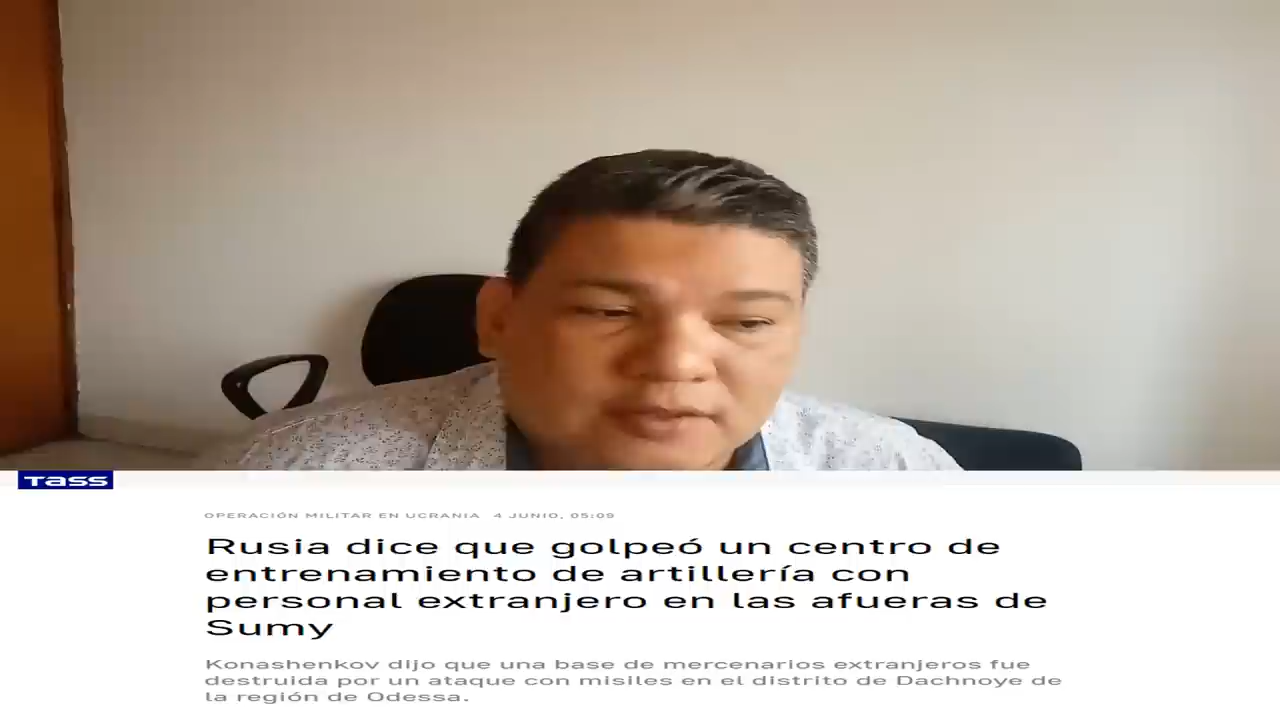 TASS
OPERACIÓN MILITAR EN UCRANIA 4 JUNIO, 05:09
Rusia dice que golpeó un centro de
entrenamiento de artillería con
personal extranjero en las afueras de
Sumy
Konashenkov dijo que una base de mercenarios extranjeros fue
destruida por un ataque con misiles en el distrito de Dachnoye de
la región de Odessa.